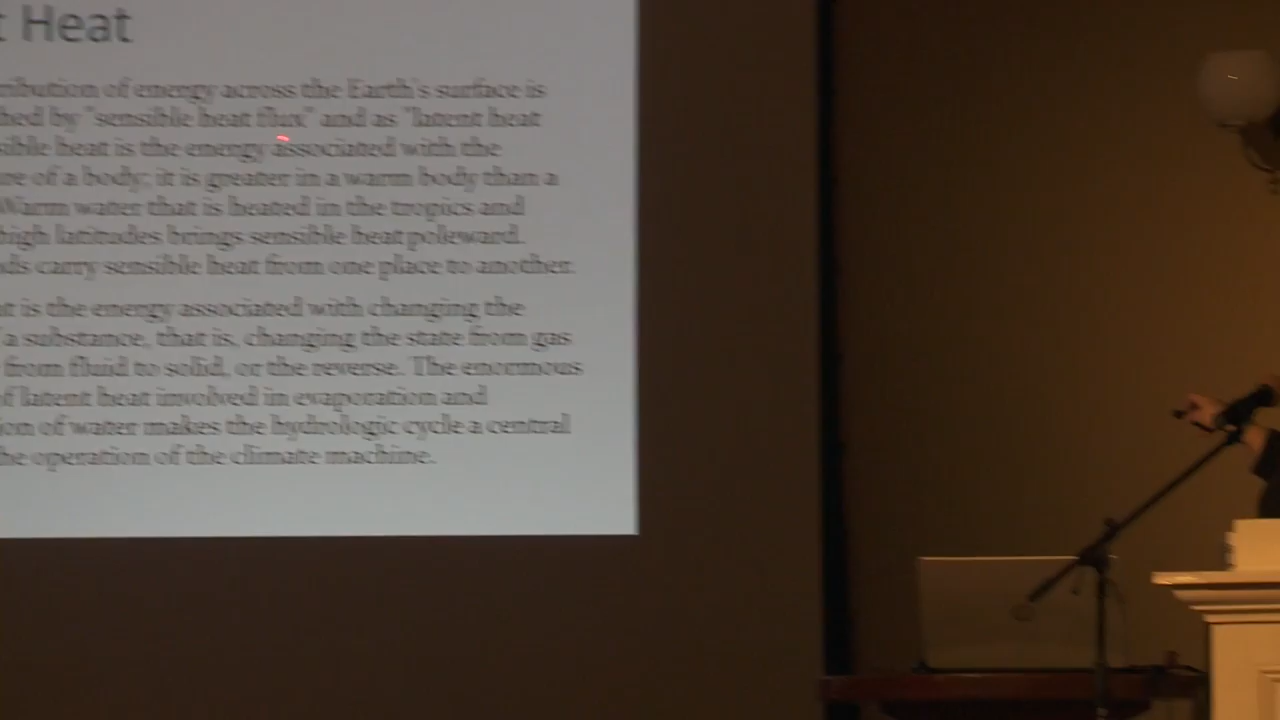 t Heat
ribution of energy across the Earth's surface is
hed by "sensible heat flux" and as "latent heat
sible heat is the energy associated with the
re of a body; it is greater in a warm body than a
Warm water that is heated in the tropics and
high latitudes brings sensible heat poleward.
ds carry sensible heat from one place to another.
t is the energy associated with changing the
a substance, that is, changing the state from gas
from fluid to solid, or the reverse. The enormous
of latent heat involved in evaporation and
ion of water makes the hydrologic cycle a central
he operation of the climate machine.